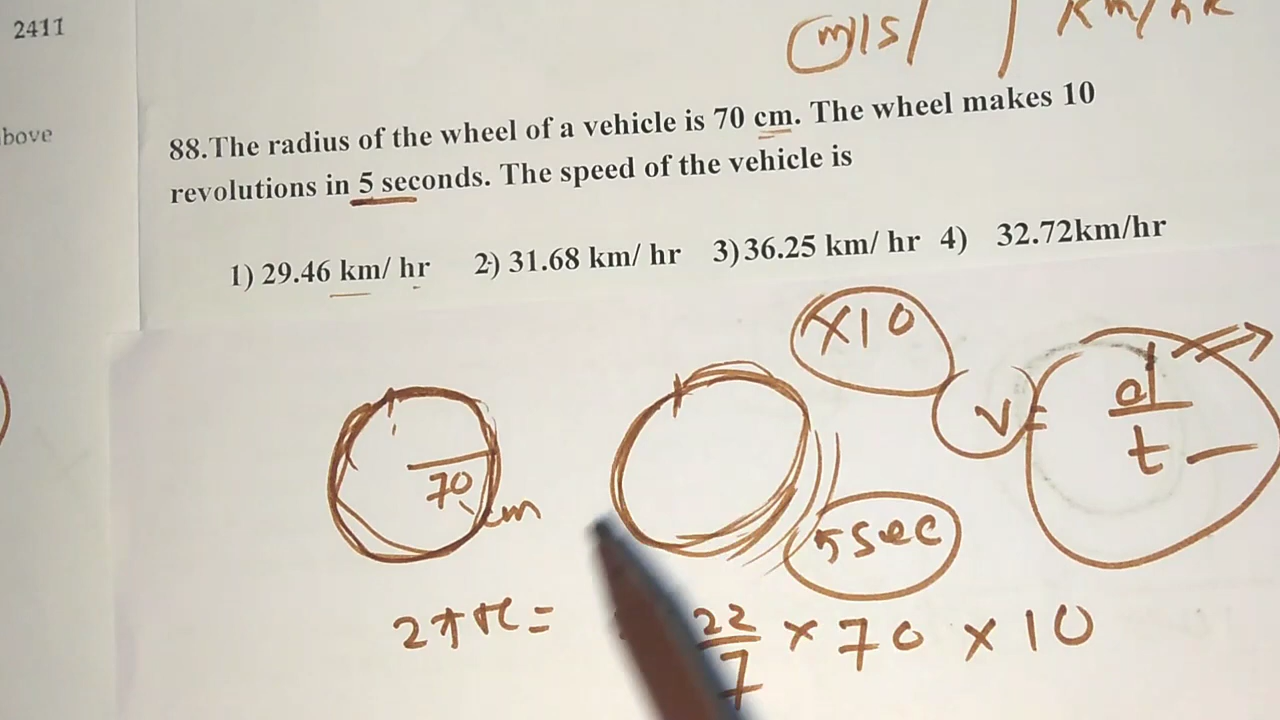 2411
bove
m/s/
km/hr
88.The radius of the wheel of a vehicle is 70 cm. The wheel makes 10
revolutions in 5 seconds. The speed of the vehicle is
1) 29.46 km/ hr 2) 31.68 km/ hr 3)36.25 km/ hr 4) 32.72km/hr
×10
V= d/t
70
cm
5 sec
2πr= 22/7 × 70 × 10